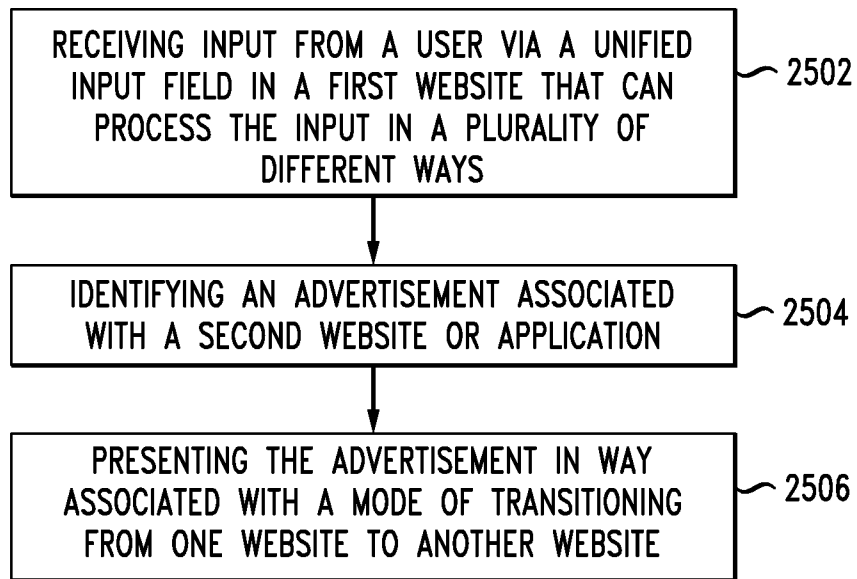 RECEIVING INPUT FROM A USER VIA A UNIFIED
INPUT FIELD IN A FIRST WEBSITE THAT CAN
PROCESS THE INPUT IN A PLURALITY OF
DIFFERENT WAYS
2502
IDENTIFYING AN ADVERTISEMENT ASSOCIATED
WITH A SECOND WEBSITE OR APPLICATION
2504
PRESENTING THE ADVERTISEMENT IN WAY
ASSOCIATED WITH A MODE OF TRANSITIONING
FROM ONE WEBSITE TO ANOTHER WEBSITE
2506